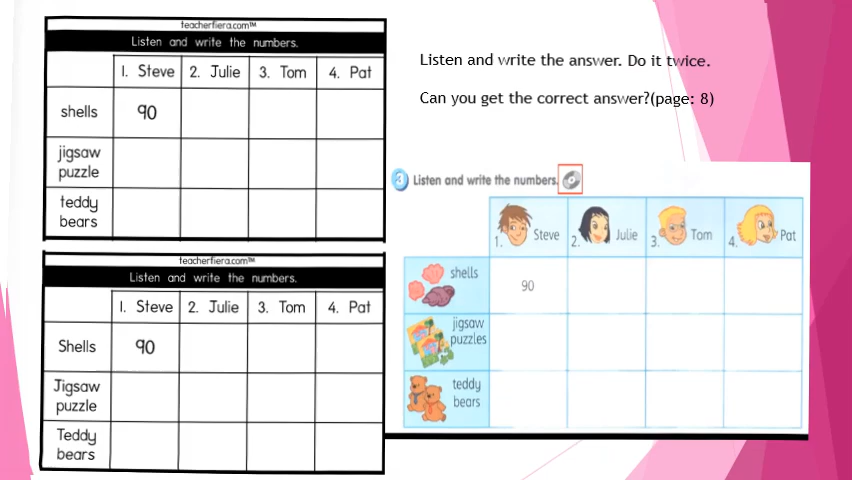 teacherfiera.com™
Listen and write the numbers.
1. Steve 2. Julie 3. Tom 4. Pat
shells 90
jigsaw
puzzle
teddy
bears
teacherfiera.com™
Listen and write the numbers.
1. Steve 2. Julie 3. Tom 4. Pat
Shells 90
Jigsaw
puzzle
Teddy
bears
Listen and write the answer. Do it twice.
Can you get the correct answer?(page: 8)
3 Listen and write the numbers.
1. Steve 2. Julie 3. Tom 4. Pat
shells 90
jigsaw
puzzles
teddy
bears